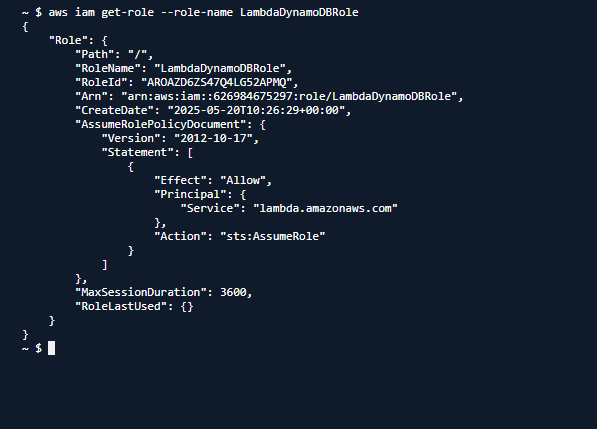 ~ $ aws iam get-role --role-name LambdaDynamoDBRole
{
    "Role": {
        "Path": "/",
        "RoleName": "LambdaDynamoDBRole",
        "RoleId": "AROAZD6ZS47Q4LG52APMQ",
        "Arn": "arn:aws:iam::626984675297:role/LambdaDynamoDBRole",
        "CreateDate": "2025-05-20T10:26:29+00:00",
        "AssumeRolePolicyDocument": {
            "Version": "2012-10-17",
            "Statement": [
                {
                    "Effect": "Allow",
                    "Principal": {
                        "Service": "lambda.amazonaws.com"
                    },
                    "Action": "sts:AssumeRole"
                }
            ]
        },
        "MaxSessionDuration": 3600,
        "RoleLastUsed": {}
    }
}
~ $